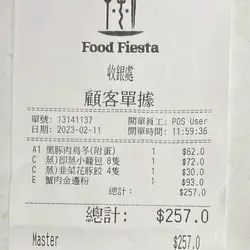 Food Fiesta
收銀處
顧客單據
單號: 13141137 開單員工: POS User
日期: 2023-02-11 開單時間: 11:59:36
A1 黑豚肉烏冬(附蛋) 1 $62.0
C 蒸)即蒸小籠包 8隻 1 $72.0
C 蒸)韭菜花豚餃 4隻 1 $30.0
E 蟹肉金邊粉 1 $93.0
總計: $257.0
總計: $257.0
Master $257.0